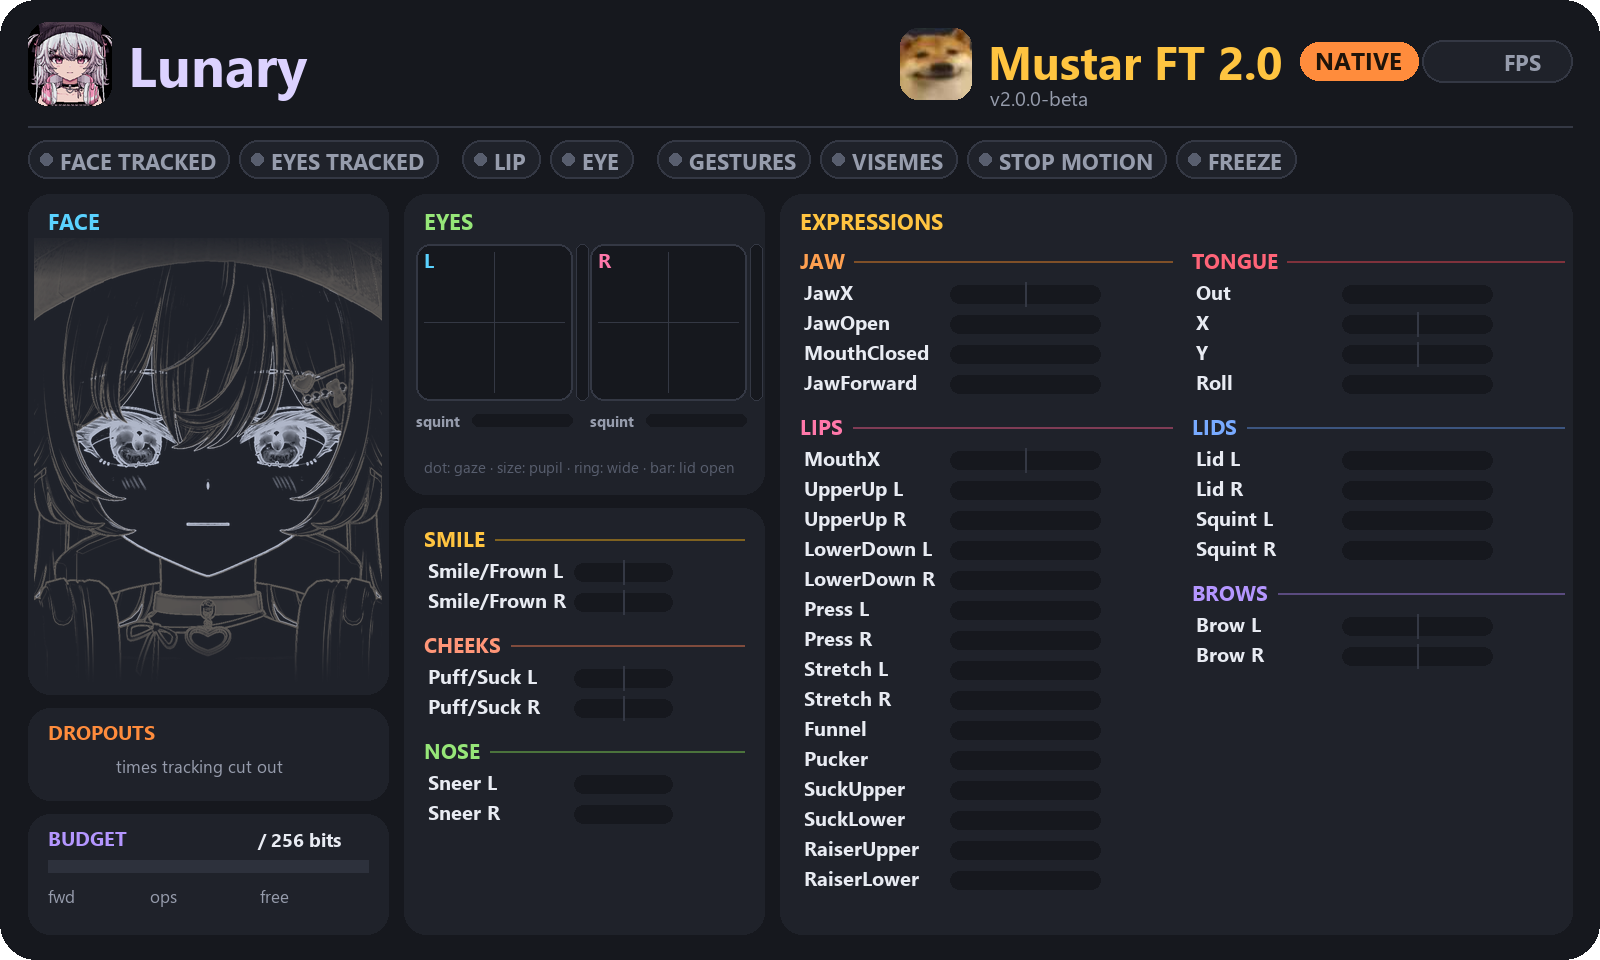 Lunary
Mustar FT 2.0
NATIVE
FPS
v2.0.0-beta
FACE TRACKED
EYES TRACKED
LIP
EYE
GESTURES
VISEMES
STOP MOTION
FREEZE
FACE
DROPOUTS
times tracking cut out
BUDGET
/ 256 bits
fwd
ops
free
EYES
L
R
squint
squint
dot: gaze · size: pupil · ring: wide · bar: lid open
SMILE
Smile/Frown L
Smile/Frown R
CHEEKS
Puff/Suck L
Puff/Suck R
NOSE
Sneer L
Sneer R
EXPRESSIONS
JAW
JawX
JawOpen
MouthClosed
JawForward
LIPS
MouthX
UpperUp L
UpperUp R
LowerDown L
LowerDown R
Press L
Press R
Stretch L
Stretch R
Funnel
Pucker
SuckUpper
SuckLower
RaiserUpper
RaiserLower
TONGUE
Out
X
Y
Roll
LIDS
Lid L
Lid R
Squint L
Squint R
BROWS
Brow L
Brow R